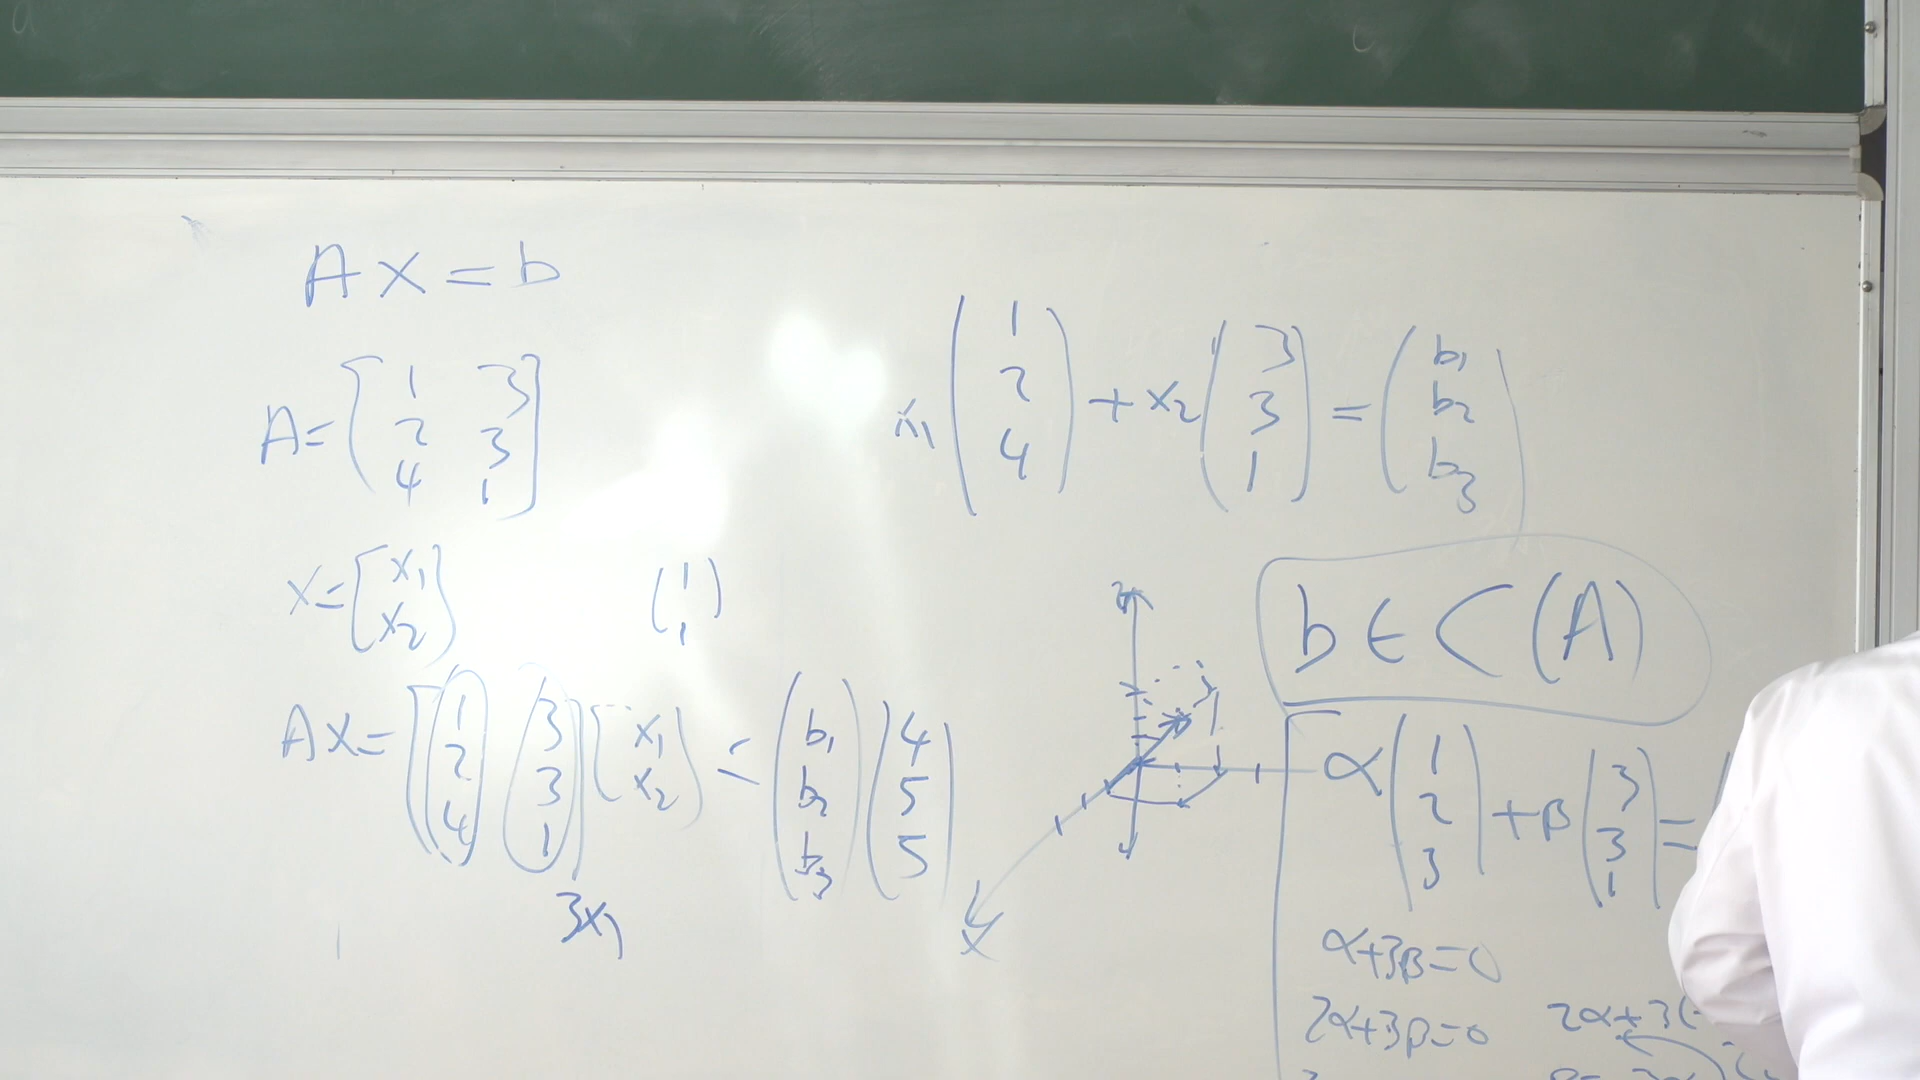 AX=b
A=[1 3
2 3
4 1]
X=[x₁
x₂]
(1
1)
AX=[1 3
2 3
4 1][x₁
x₂]=(b₁
b₂
b₃)(4
5
5)
3x₁
x₁(1
2
4)+x₂(3
3
1)=(b₁
b₂
b₃)
b∈C(A)
α(1
2
3)+β(3
3
1)=
α+3β=0
2α+3β=0
2α+3(